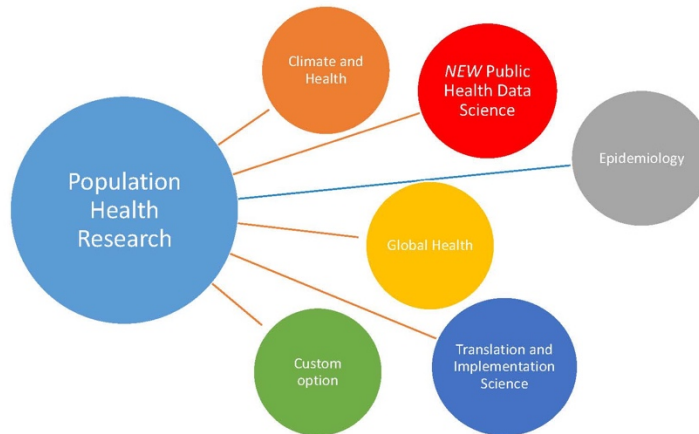 Population
Health
Research
Climate and
Health
NEW Public
Health Data
Science
Epidemiology
Global Health
Translation and
Implementation
Science
Custom
option